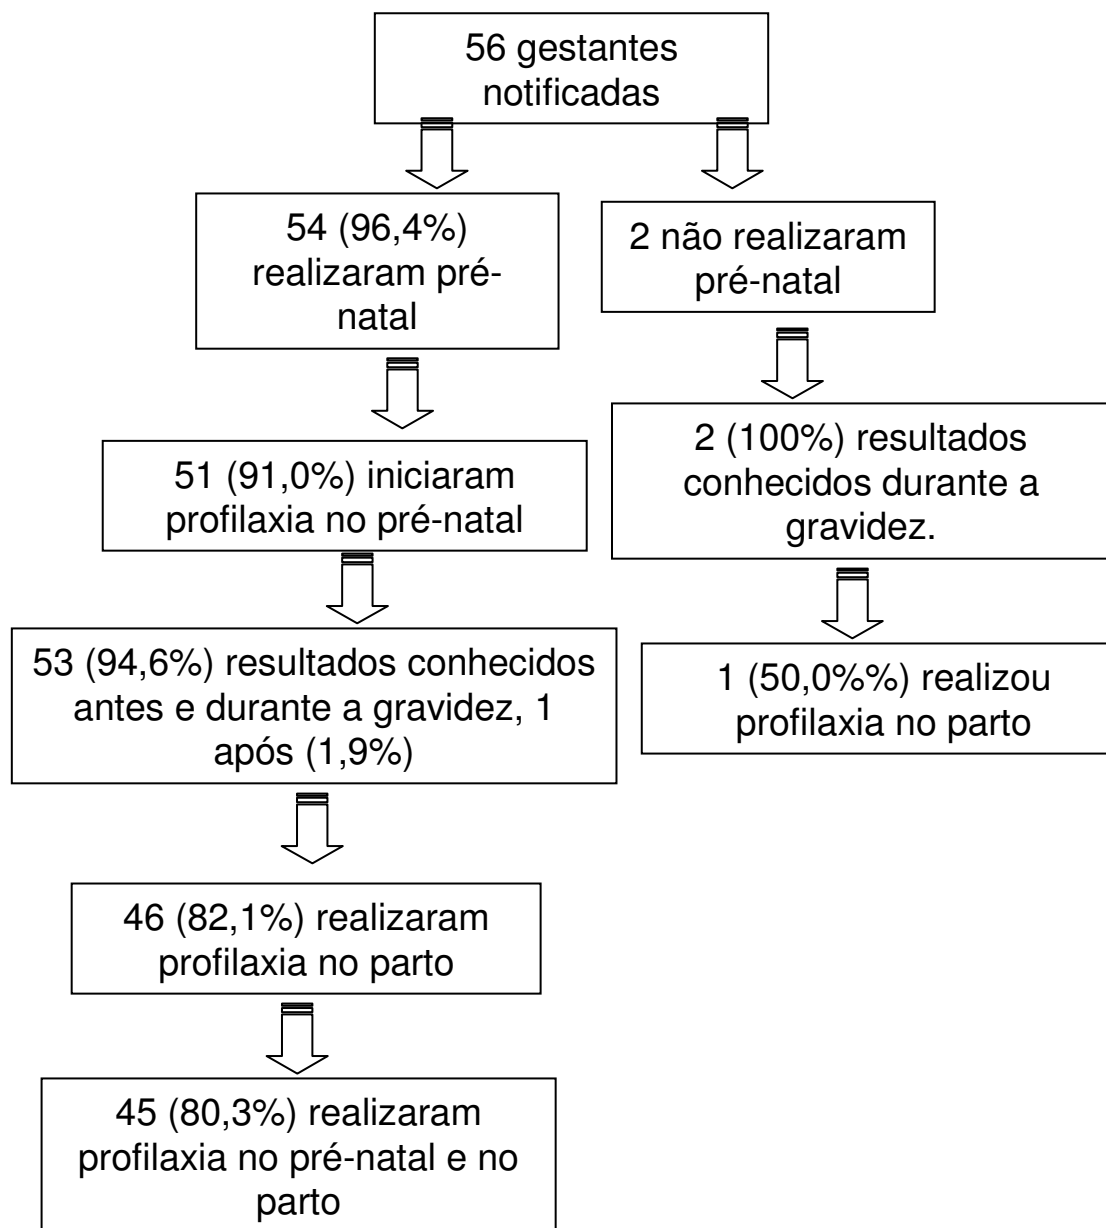 56 gestantes
notificadas
54 (96,4%)
realizaram pré-
natal
2 não realizaram
pré-natal
51 (91,0%) iniciaram
profilaxia no pré-natal
2 (100%) resultados
conhecidos durante a
gravidez.
53 (94,6%) resultados conhecidos
antes e durante a gravidez, 1
após (1,9%)
1 (50,0%%) realizou
profilaxia no parto
46 (82,1%) realizaram
profilaxia no parto
45 (80,3%) realizaram
profilaxia no pré-natal e no
parto